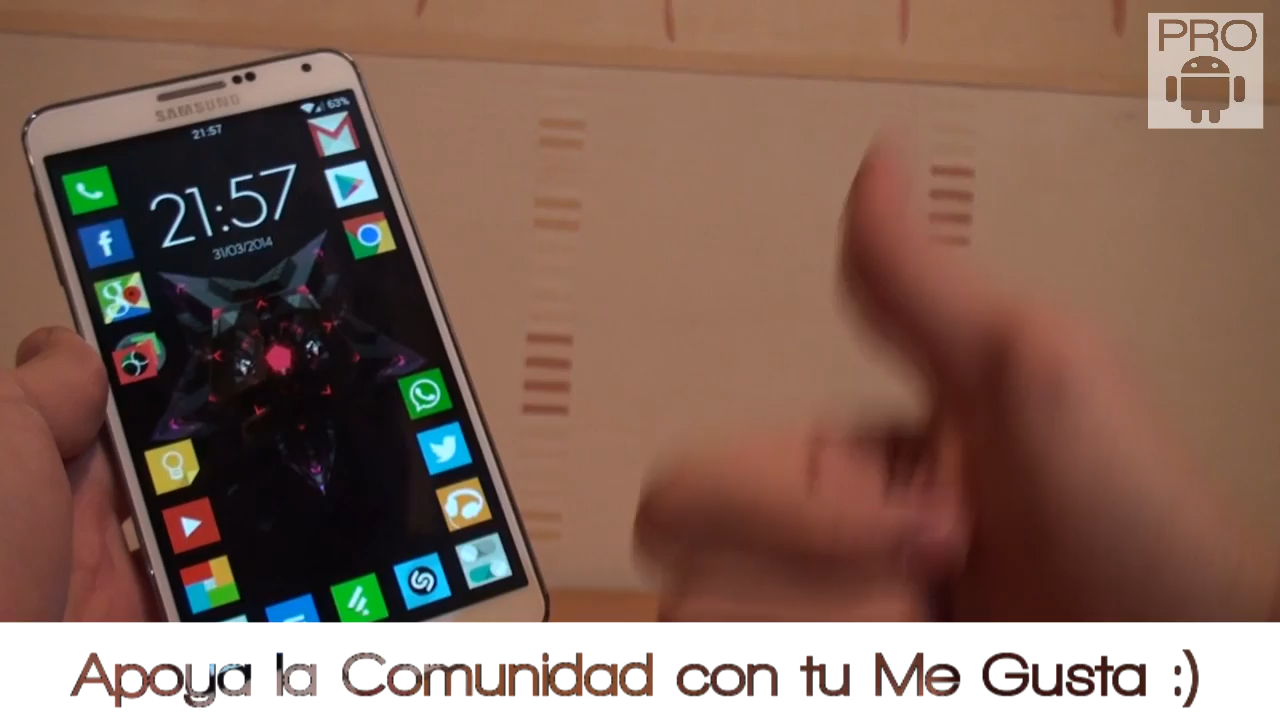 PRO
SAMSUNG
63%
21:57
21:57
31/03/2014
Apoya la Comunidad con tu Me Gusta :)